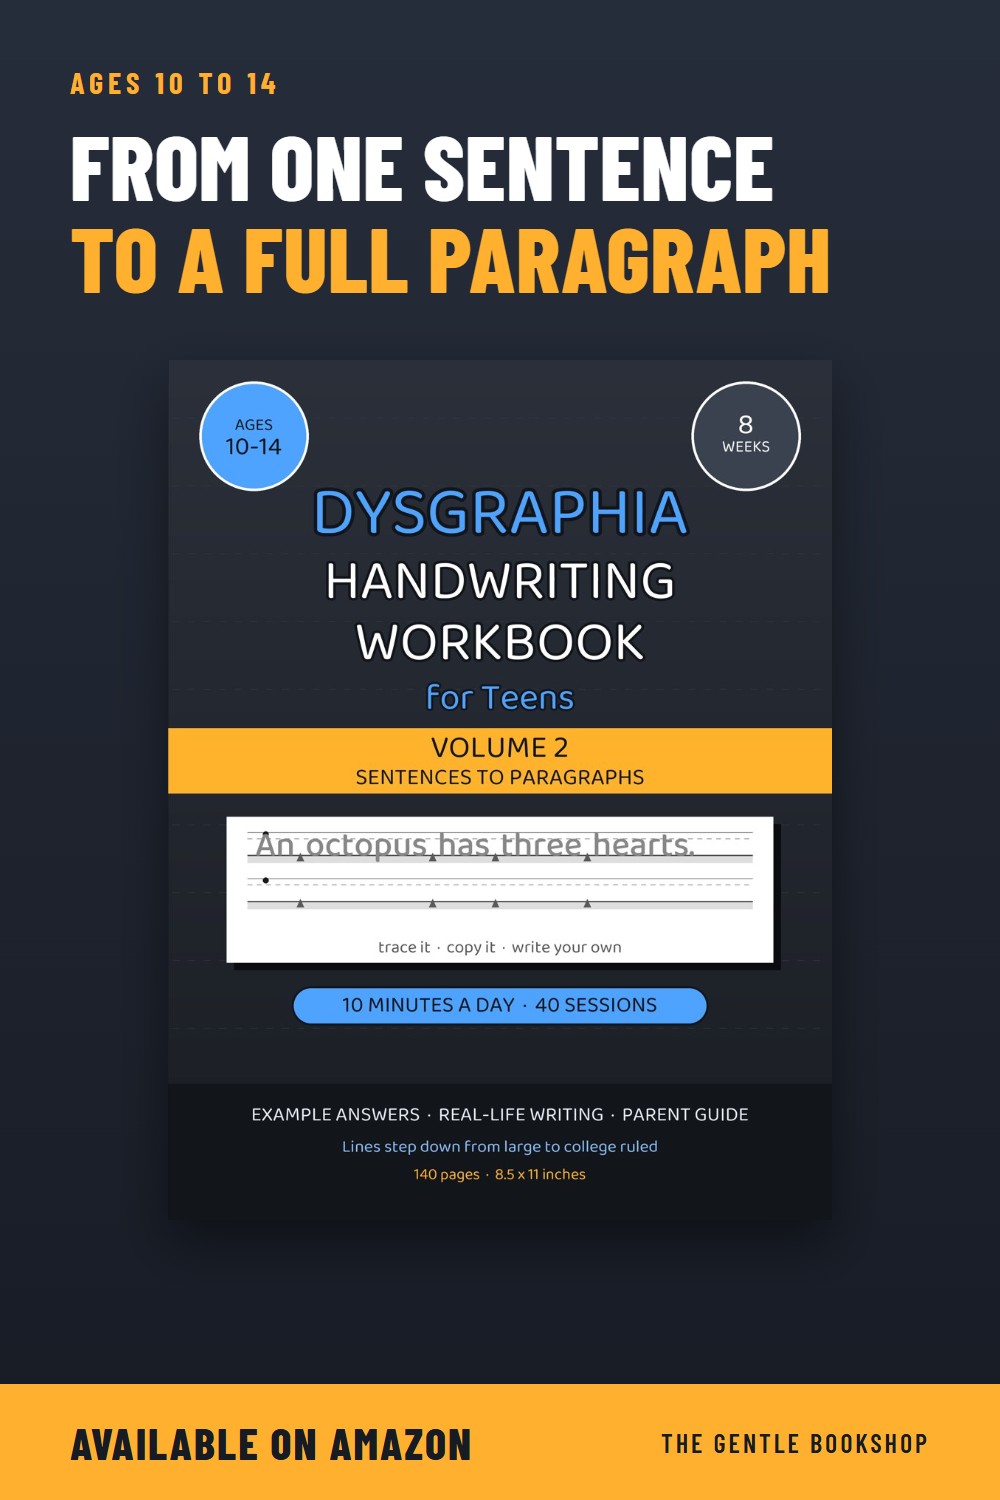 AGES 10 TO 14
FROM ONE SENTENCE
TO A FULL PARAGRAPH
AGES
10-14
8
WEEKS
DYSGRAPHIA
HANDWRITING
WORKBOOK
for Teens
VOLUME 2
SENTENCES TO PARAGRAPHS
An octopus has three hearts.
trace it · copy it · write your own
10 MINUTES A DAY · 40 SESSIONS
EXAMPLE ANSWERS · REAL-LIFE WRITING · PARENT GUIDE
Lines step down from large to college ruled
140 pages · 8.5 x 11 inches
AVAILABLE ON AMAZON
THE GENTLE BOOKSHOP